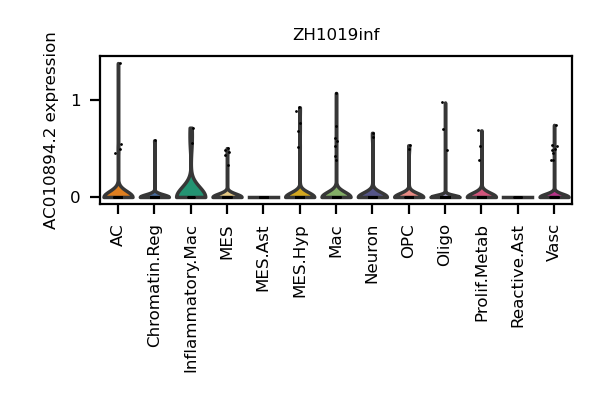 ZH1019inf
AC010894.2 expression
1
0
AC
Chromatin.Reg
Inflammatory.Mac
MES
MES.Ast
MES.Hyp
Mac
Neuron
OPC
Oligo
Prolif.Metab
Reactive.Ast
Vasc